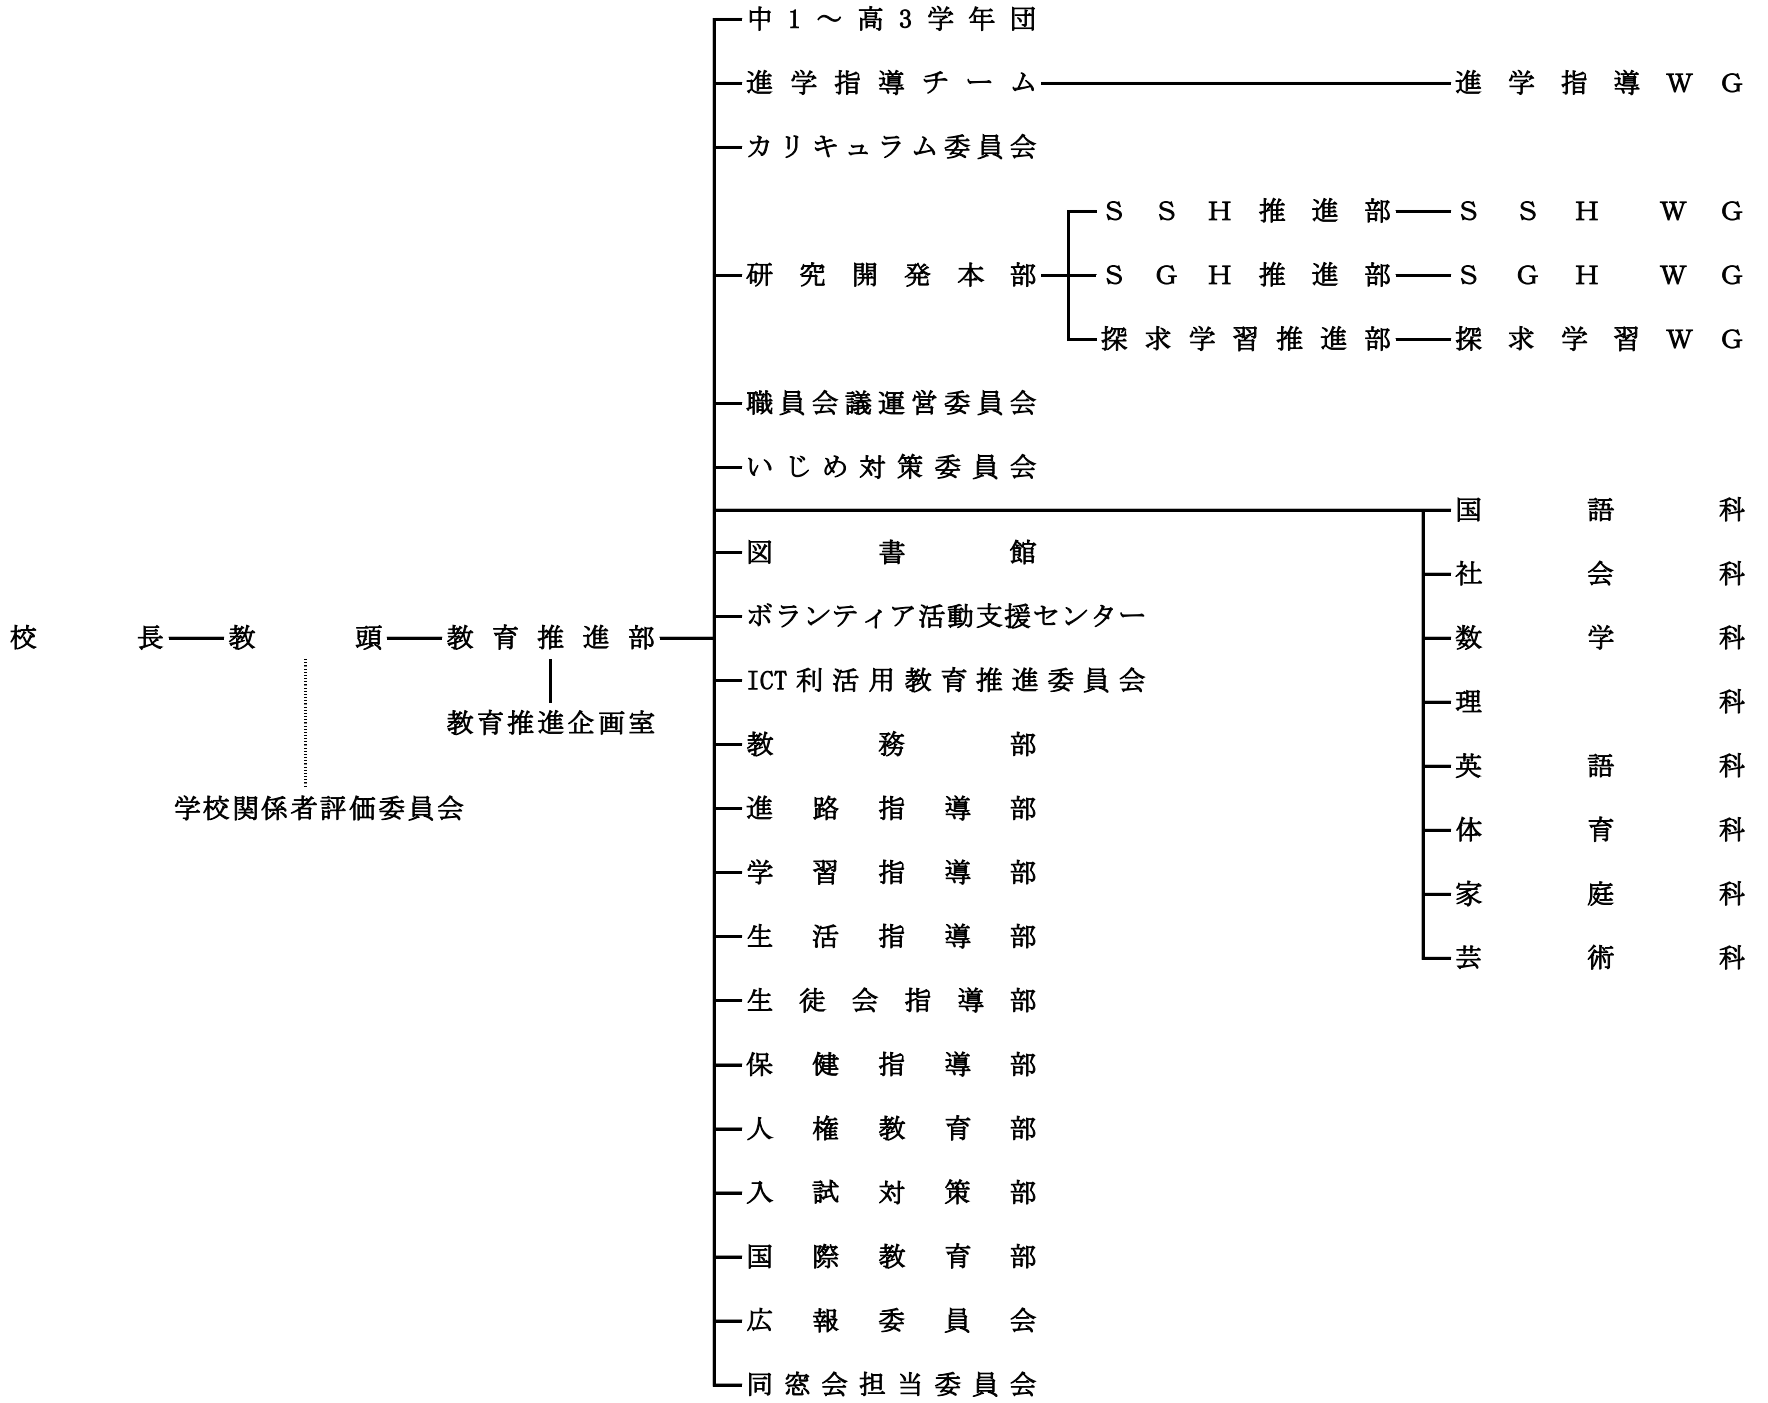 中1～高3学年団
進学指導チーム 進学指導ＷＧ
カリキュラム委員会
ＳＳＨ推進部 ＳＳＨ ＷＧ
研究開発本部 ＳＧＨ推進部 ＳＧＨ ＷＧ
探求学習推進部 探求学習ＷＧ
職員会議運営委員会
いじめ対策委員会
国語科
図書館
社会科
ボランティア活動支援センター
校長 教頭 教育推進部 数学科
ICT利活用教育推進委員会
理科
教育推進企画室
教務部
英語科
学校関係者評価委員会 進路指導部
体育科
学習指導部
家庭科
生活指導部
芸術科
生徒会指導部
保健指導部
人権教育部
入試対策部
国際教育部
広報委員会
同窓会担当委員会